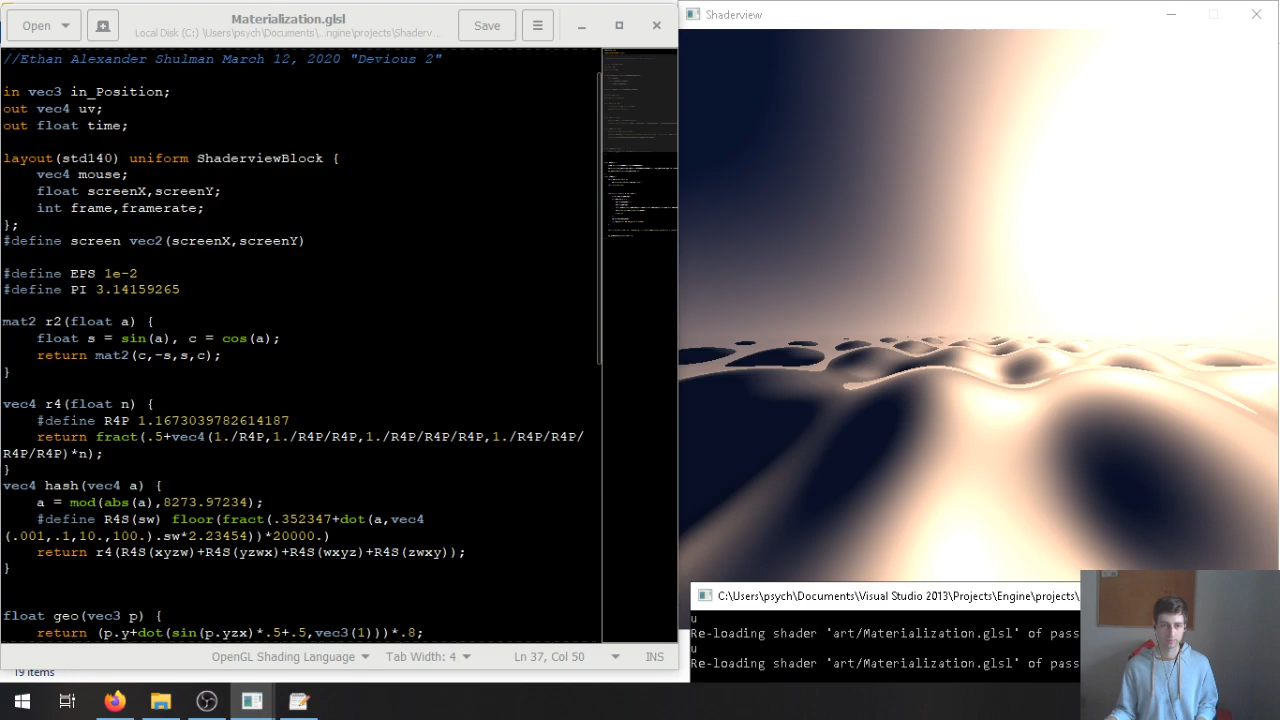 Open
Materialization.glsl
Local Disk (C:) \Users\psych\Documents\...ngine\projects\Shaderv...
Save
Shaderview
//Ethan Alexander Shulman March 12, 2020 "Devious 2"
in vec3 in_Position;
out vec4 uv;
out float time;
layout(std140) uniform ShaderviewBlock {
vec4 mouse;
float screenX,screenY;
int frame,framerate;
};
#define screen vec2(screenX,screenY)
#define EPS 1e-2
#define PI 3.14159265
mat2 r2(float a) {
float s = sin(a), c = cos(a);
return mat2(c,-s,s,c);
}
vec4 r4(float n) {
#define R4P 1.1673039782614187
return fract(.5+vec4(1./R4P,1./R4P/R4P,1./R4P/R4P/R4P,1./R4P/R4P/
R4P/R4P)*n);
}
vec4 hash(vec4 a) {
a = mod(abs(a),8273.97234);
#define R4S(sw) floor(fract(.352347+dot(a,vec4
(.001,.1,10.,100.).sw*2.23454))*20000.)
return r4(R4S(xyzw)+R4S(yzwx)+R4S(wxyz)+R4S(zwxy));
}
float geo(vec3 p) {
return (p.y+dot(sin(p.yzx)*.5+.5,vec3(1)))*.8;
OpenGL Shading Language
Tab Width: 4
Ln 37, Col 50
INS
19 items
C:\Users\psych\Documents\Visual Studio 2013\Projects\Engine\projects\
u
Re-loading shader 'art/Materialization.glsl' of pass
u
Re-loading shader 'art/Materialization.glsl' of pass